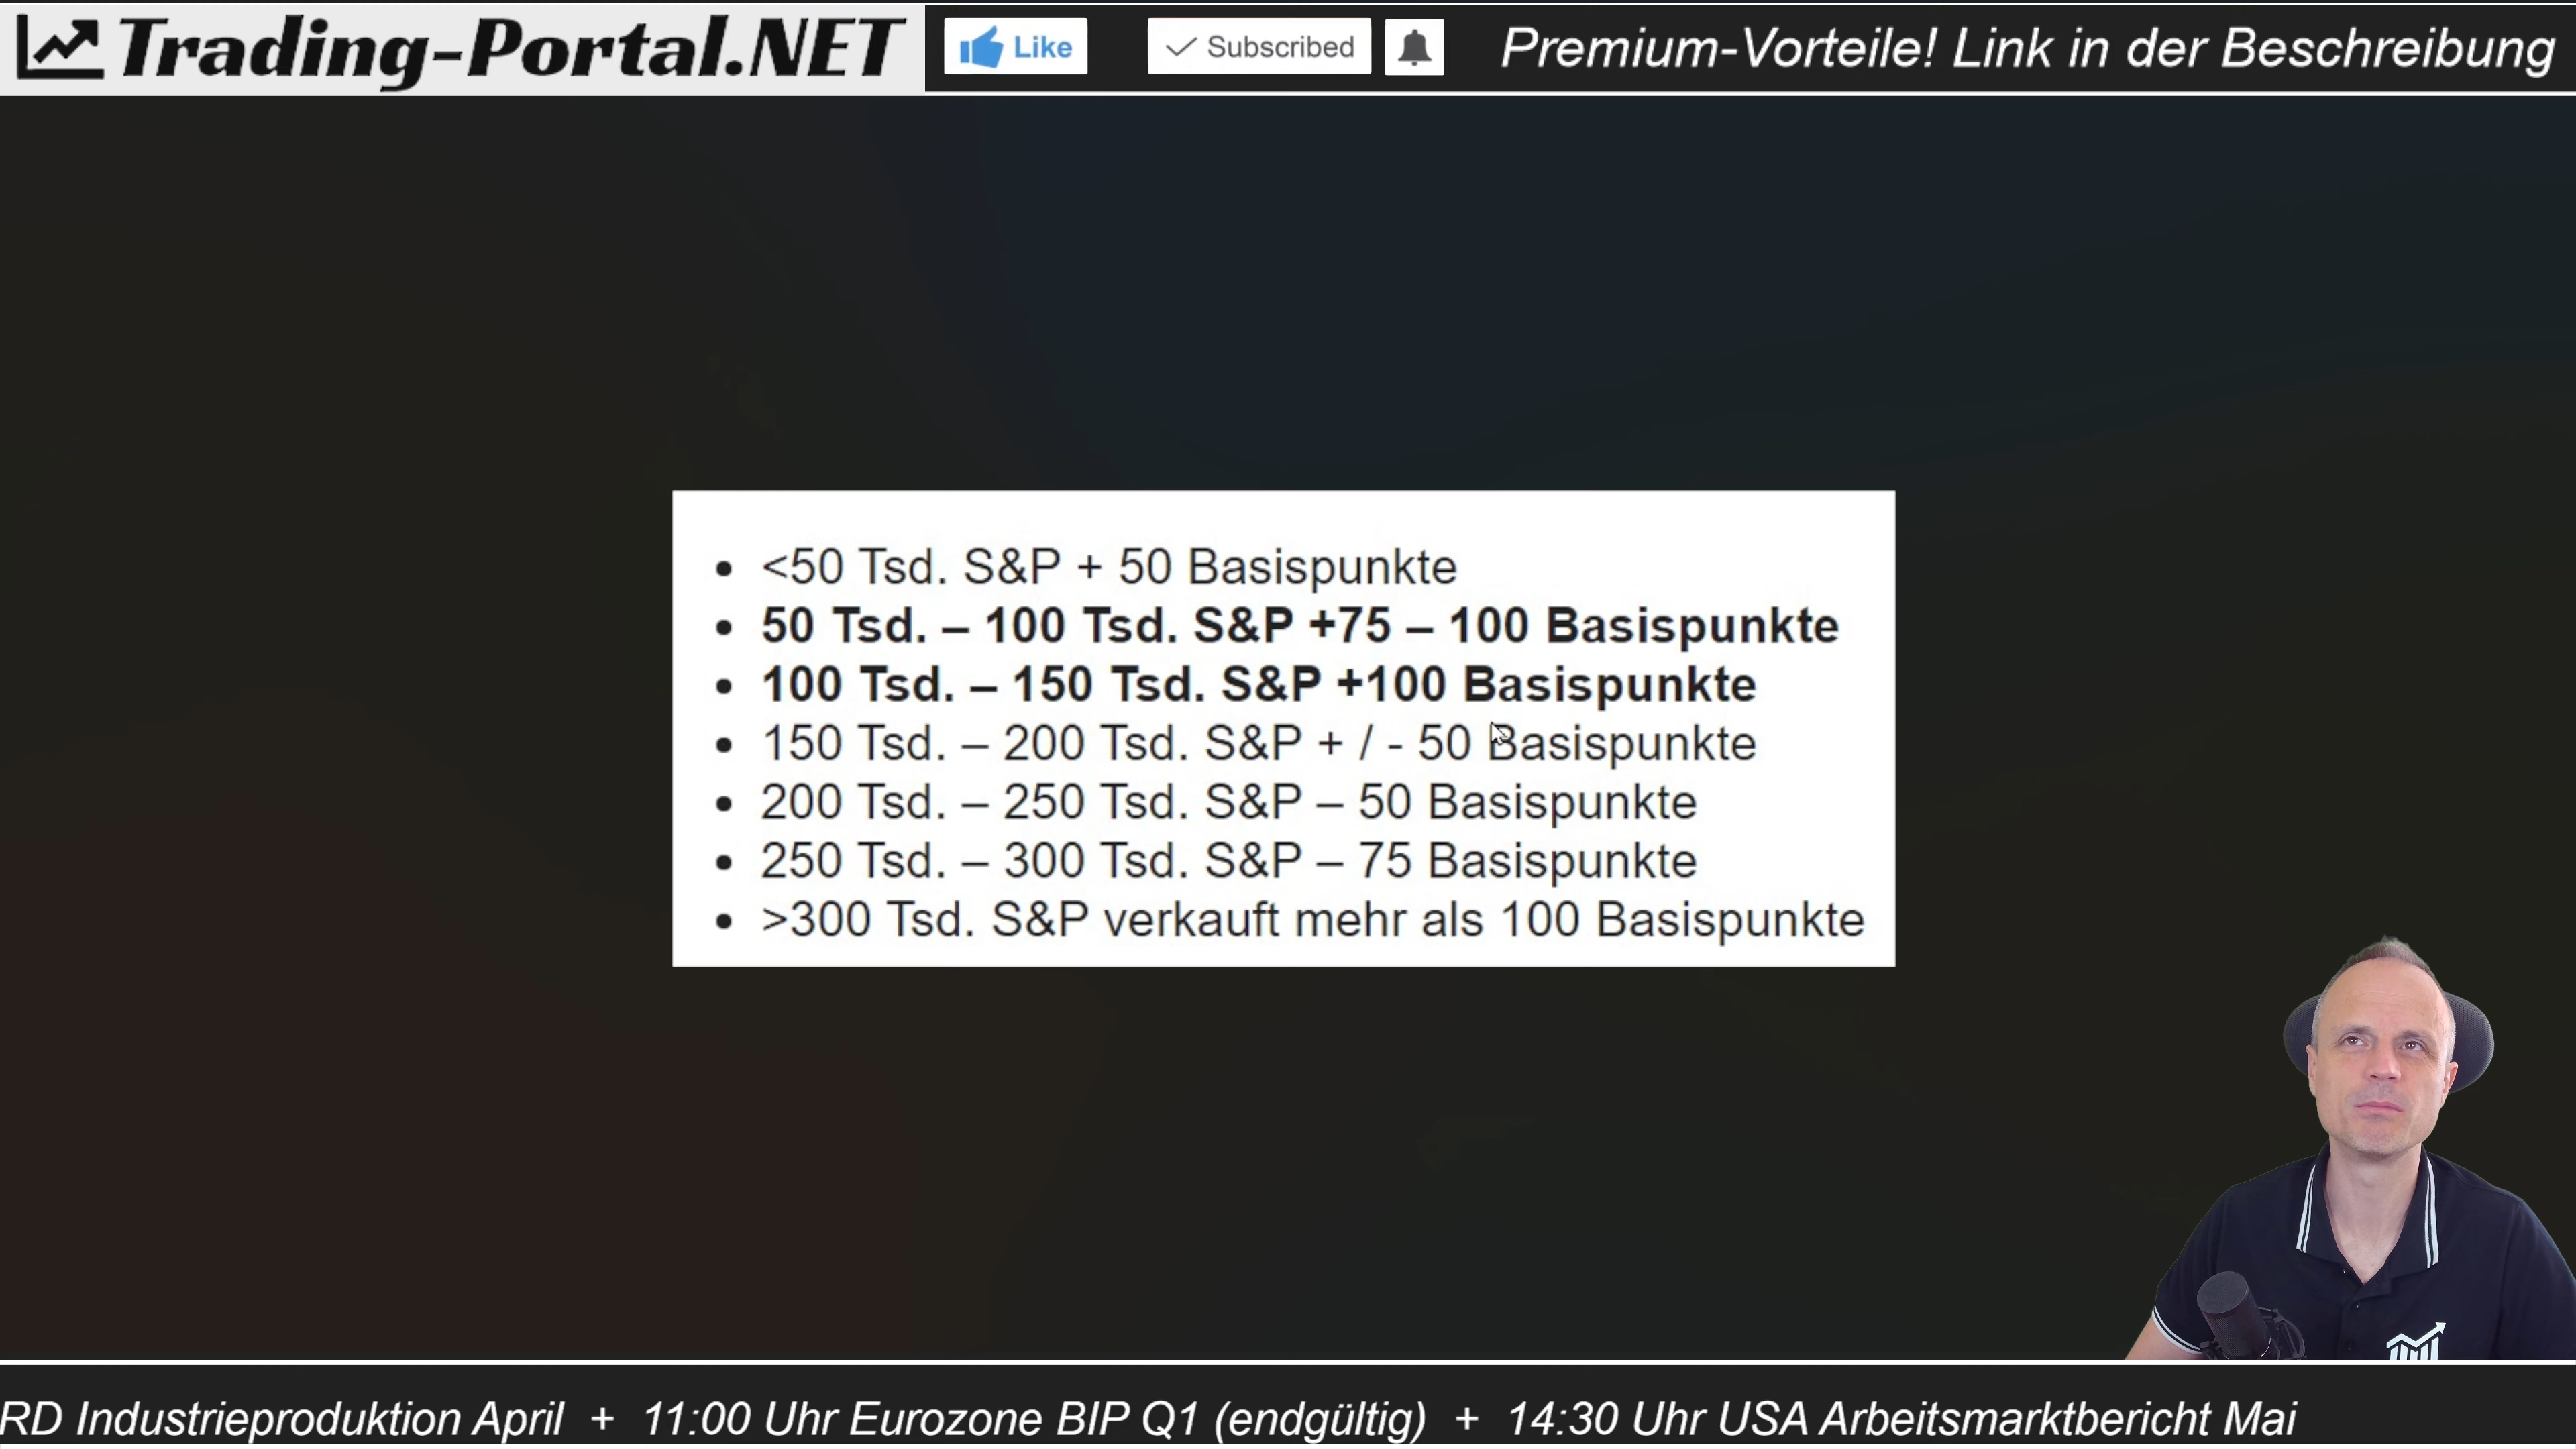 Trading-Portal.NET
Like
Subscribed
Premium-Vorteile! Link in der Beschreibung
<50 Tsd. S&P + 50 Basispunkte
50 Tsd. – 100 Tsd. S&P +75 – 100 Basispunkte
100 Tsd. – 150 Tsd. S&P +100 Basispunkte
150 Tsd. – 200 Tsd. S&P + / - 50 Basispunkte
200 Tsd. – 250 Tsd. S&P – 50 Basispunkte
250 Tsd. – 300 Tsd. S&P – 75 Basispunkte
>300 Tsd. S&P verkauft mehr als 100 Basispunkte
RD Industrieproduktion April + 11:00 Uhr Eurozone BIP Q1 (endgültig) + 14:30 Uhr USA Arbeitsmarktbericht Mai